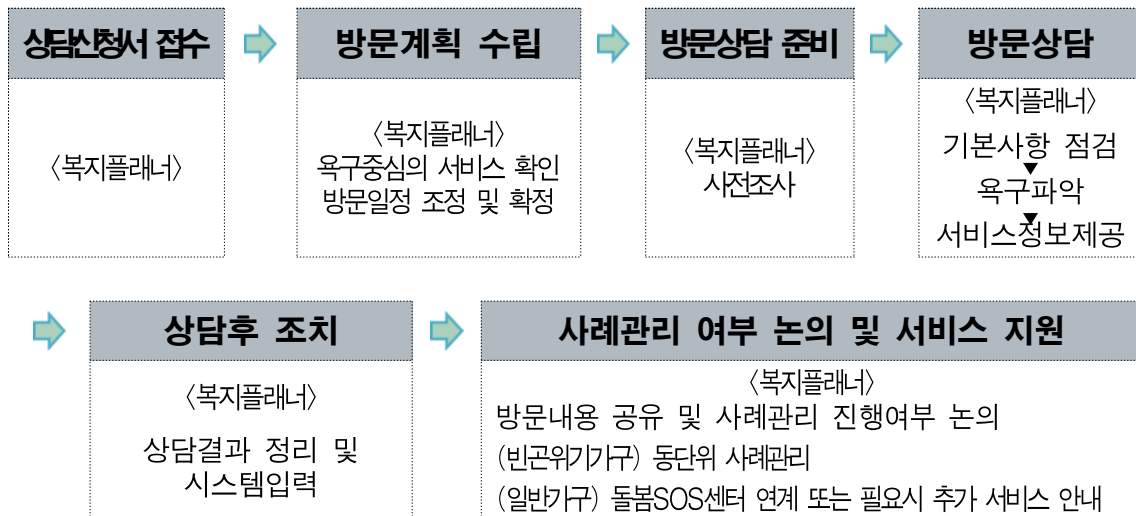 상담신청서 접수
〈복지플래너〉
방문계획 수립
〈복지플래너〉
욕구중심의 서비스 확인
방문일정 조정 및 확정
방문상담 준비
〈복지플래너〉
사전조사
방문상담
〈복지플래너〉
기본사항 점검
▼
욕구파악
▼
서비스정보제공
상담후 조치
〈복지플래너〉
상담결과 정리 및
시스템입력
사례관리 여부 논의 및 서비스 지원
〈복지플래너〉
방문내용 공유 및 사례관리 진행여부 논의
(빈곤위기가구) 동단위 사례관리
(일반가구) 돌봄SOS센터 연계 또는 필요시 추가 서비스 안내